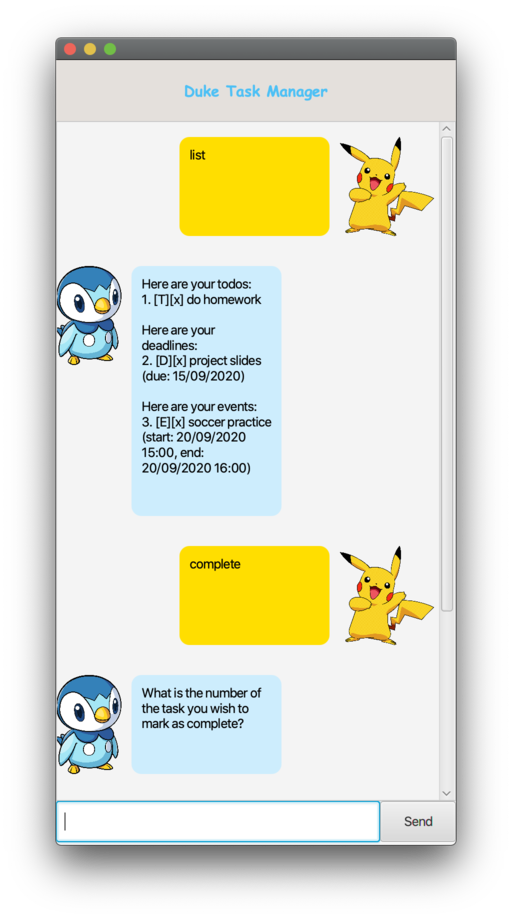 Duke Task Manager
list
Here are your todos:
1. [T][x] do homework
Here are your
deadlines:
2. [D][x] project slides
(due: 15/09/2020)
Here are your events:
3. [E][x] soccer practice
(start: 20/09/2020
15:00, end:
20/09/2020 16:00)
complete
What is the number of
the task you wish to
mark as complete?
Send